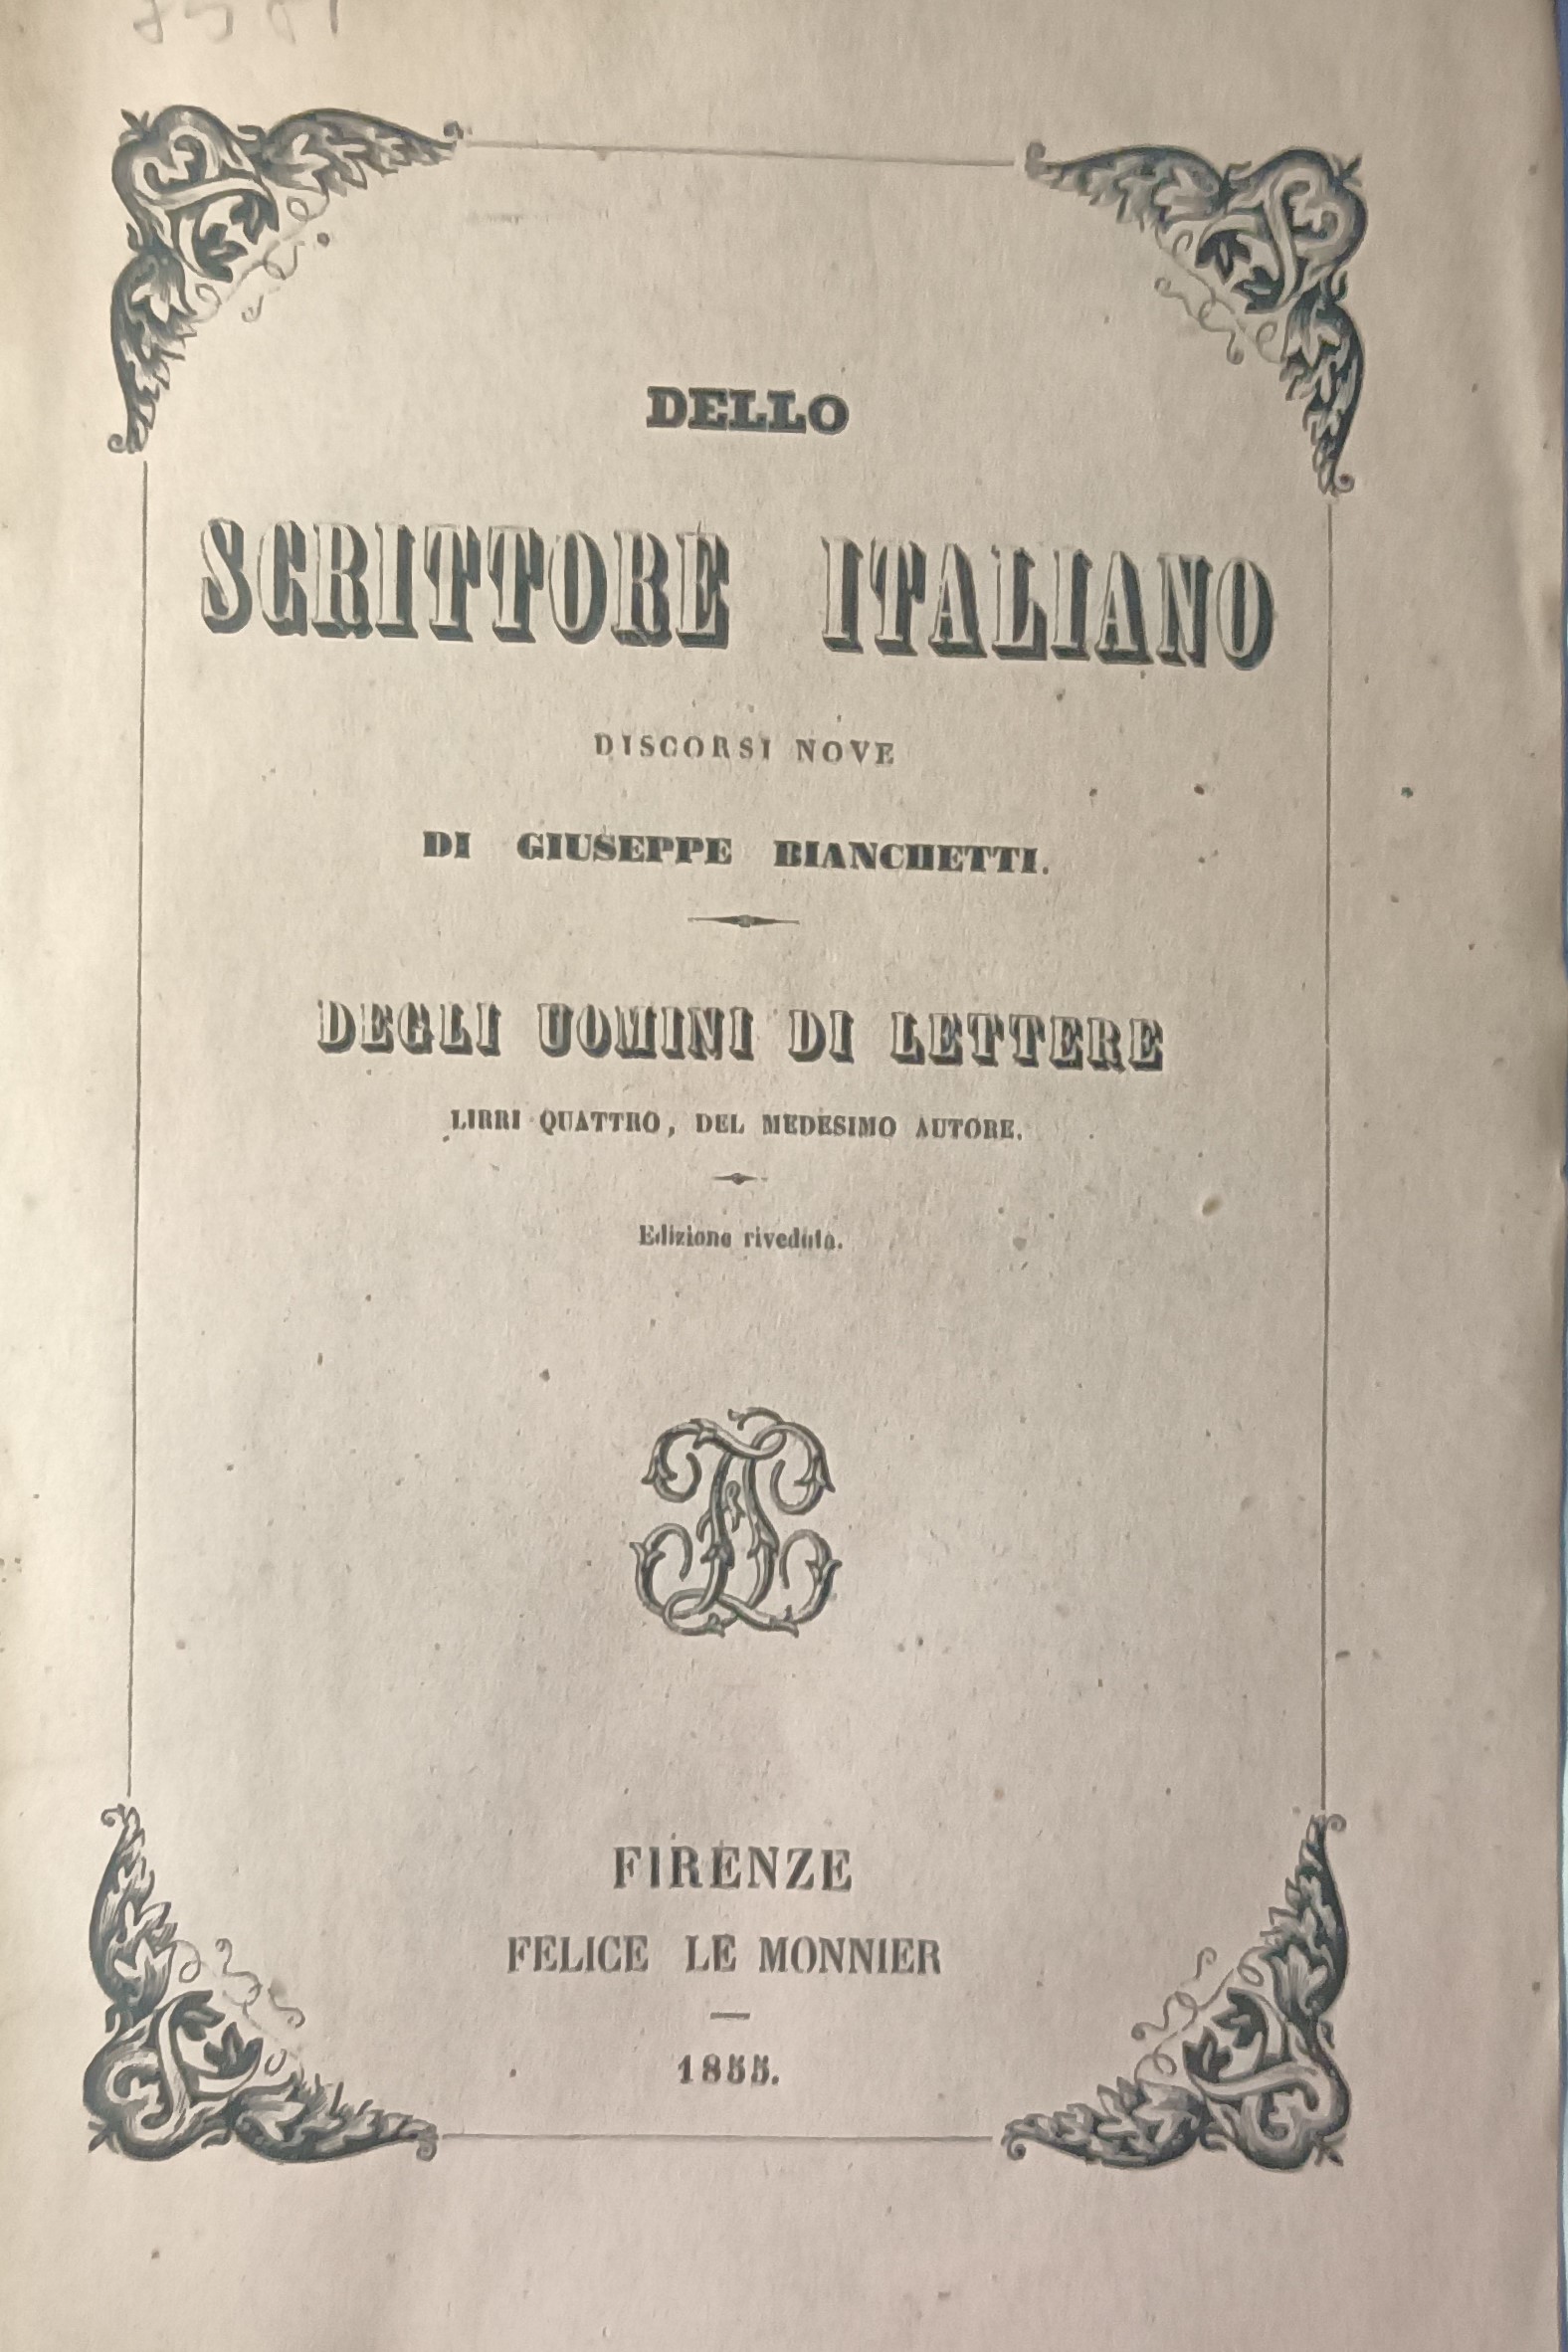 DELLO
SCRITTORE ITALIANO
DISCORSI NOVE
DI GIUSEPPE BIANCHETTI.
DEGLI UOMINI DI LETTERE
LIBRI QUATTRO, DEL MEDESIMO AUTORE.
Edizione riveduta.
FIRENZE
FELICE LE MONNIER
1855.